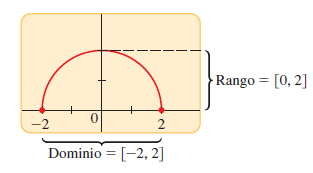 Rango = [0, 2]
−2 0 2
Dominio = [−2, 2]